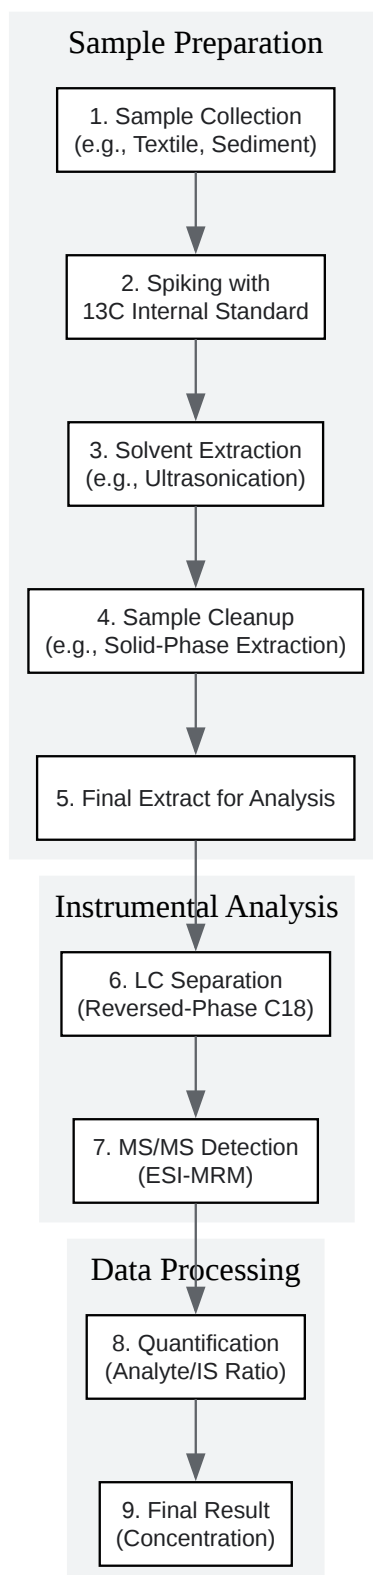 Sample Preparation
1. Sample Collection
(e.g., Textile, Sediment)
2. Spiking with
13C Internal Standard
3. Solvent Extraction
(e.g., Ultrasonication)
4. Sample Cleanup
(e.g., Solid-Phase Extraction)
5. Final Extract for Analysis
Instrumental Analysis
6. LC Separation
(Reversed-Phase C18)
7. MS/MS Detection
(ESI-MRM)
Data Processing
8. Quantification
(Analyte/IS Ratio)
9. Final Result
(Concentration)